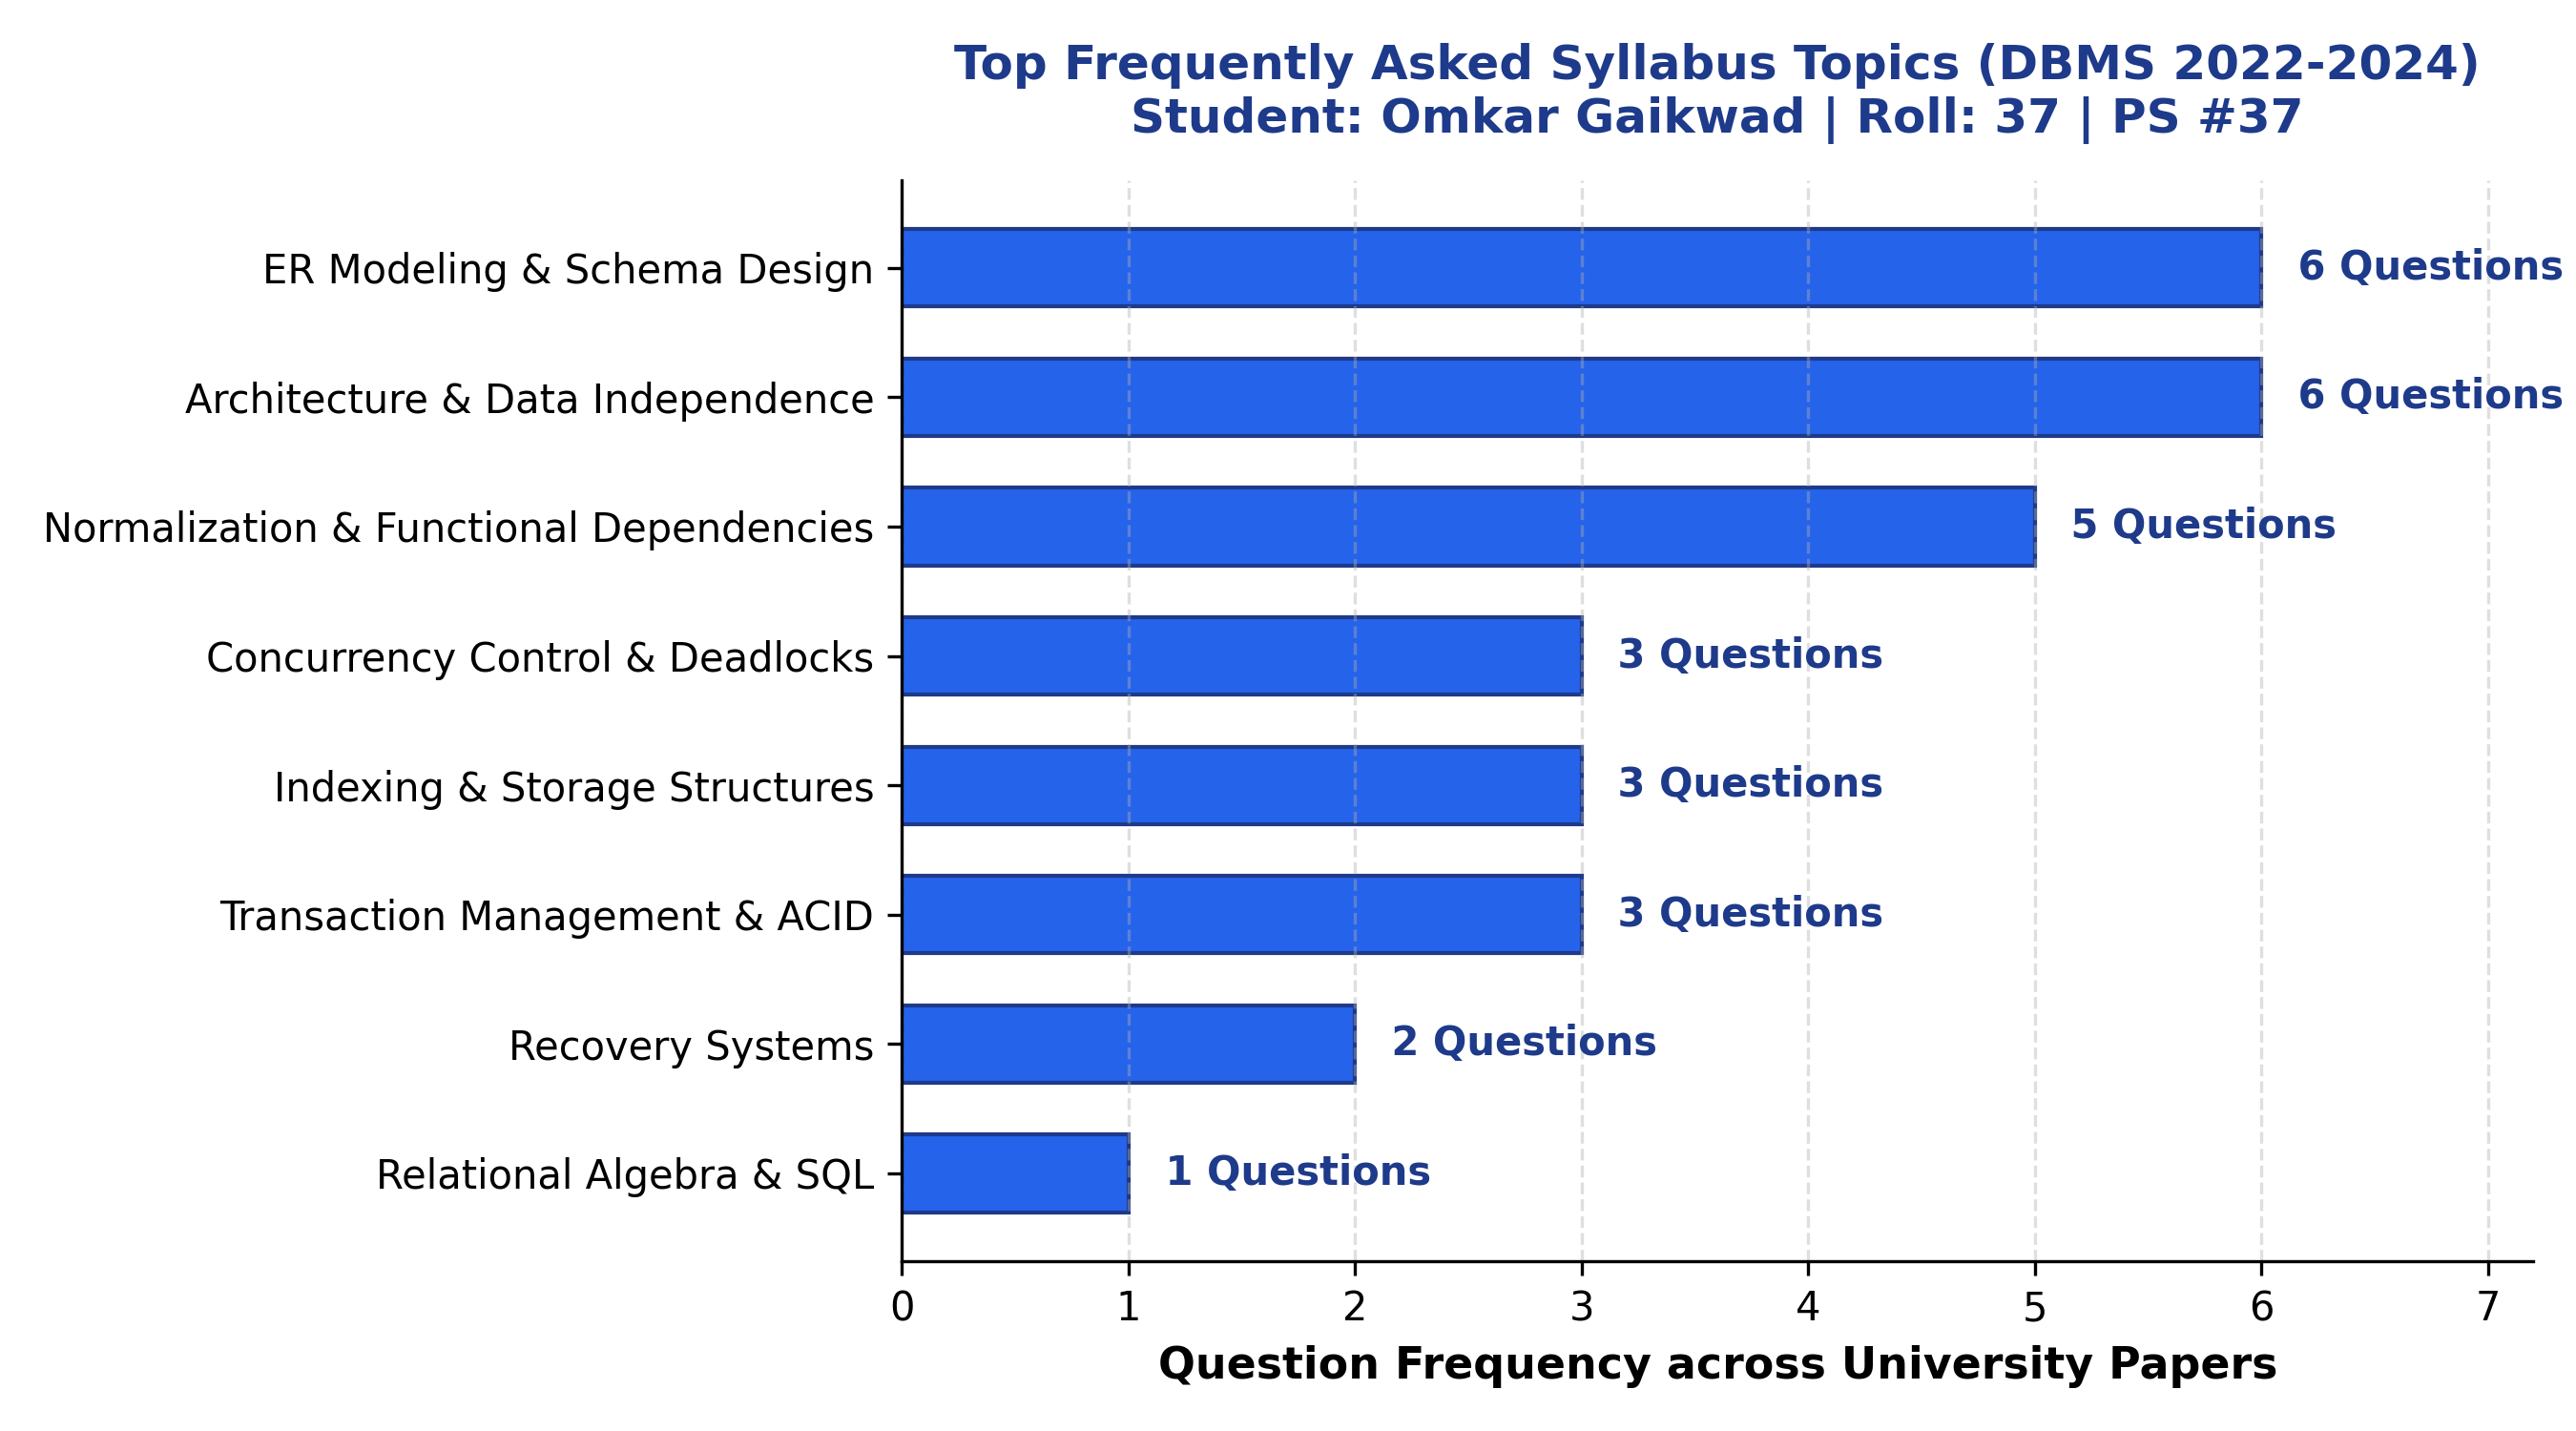 Top Frequently Asked Syllabus Topics (DBMS 2022-2024)
Student: Omkar Gaikwad | Roll: 37 | PS #37
ER Modeling & Schema Design
6 Questions
Architecture & Data Independence
6 Questions
Normalization & Functional Dependencies
5 Questions
Concurrency Control & Deadlocks
3 Questions
Indexing & Storage Structures
3 Questions
Transaction Management & ACID
3 Questions
Recovery Systems
2 Questions
Relational Algebra & SQL
1 Questions
0 1 2 3 4 5 6 7
Question Frequency across University Papers